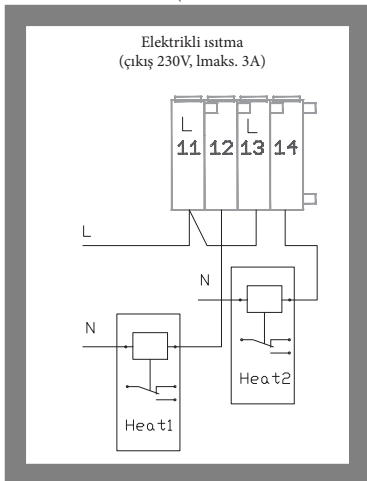 Elektrikli ısıtma
(çıkış 230V, lmaks. 3A)
L L
11 12 13 14
L
N
N
Heat2
Heat1